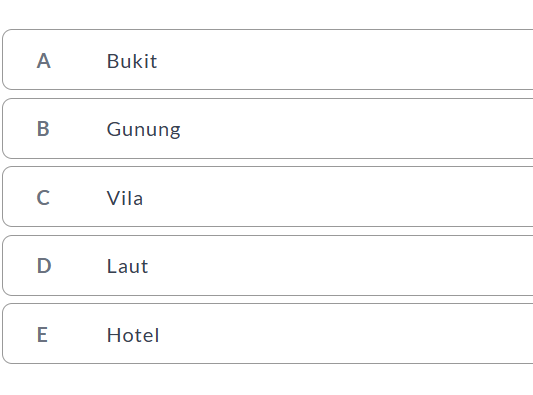 A Bukit
B Gunung
C Vila
D Laut
E Hotel